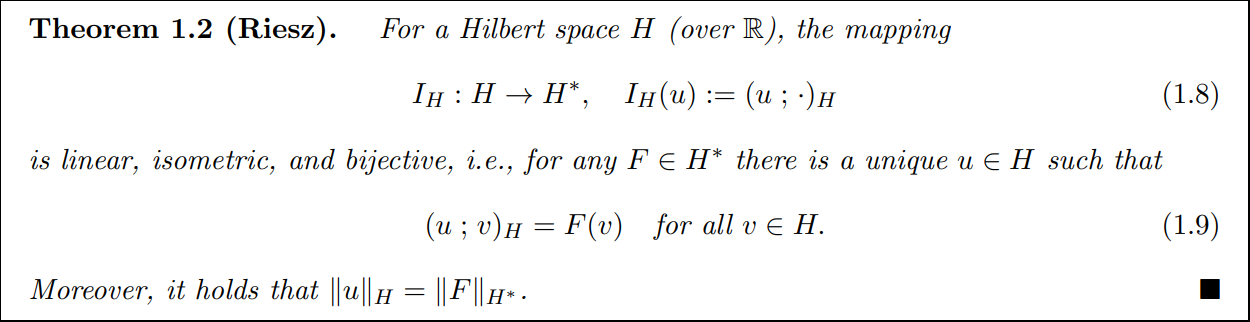 Theorem 1.2 (Riesz). For a Hilbert space H (over ℝ), the mapping
I_H : H → H*, I_H(u) := (u ; ·)_H (1.8)
is linear, isometric, and bijective, i.e., for any F ∈ H* there is a unique u ∈ H such that
(u ; v)_H = F(v) for all v ∈ H. (1.9)
Moreover, it holds that ‖u‖_H = ‖F‖_{H*}. ■